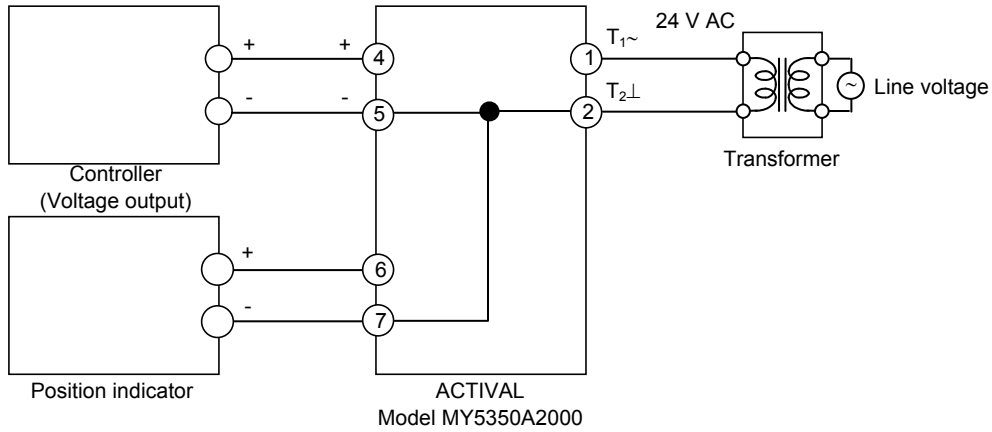 24 V AC
+ + 4 1 T₁~
Line voltage
~
- - 5 2 T₂⊥
Transformer
Controller
(Voltage output)
+ 6
- 7
Position indicator
ACTIVAL
Model MY5350A2000